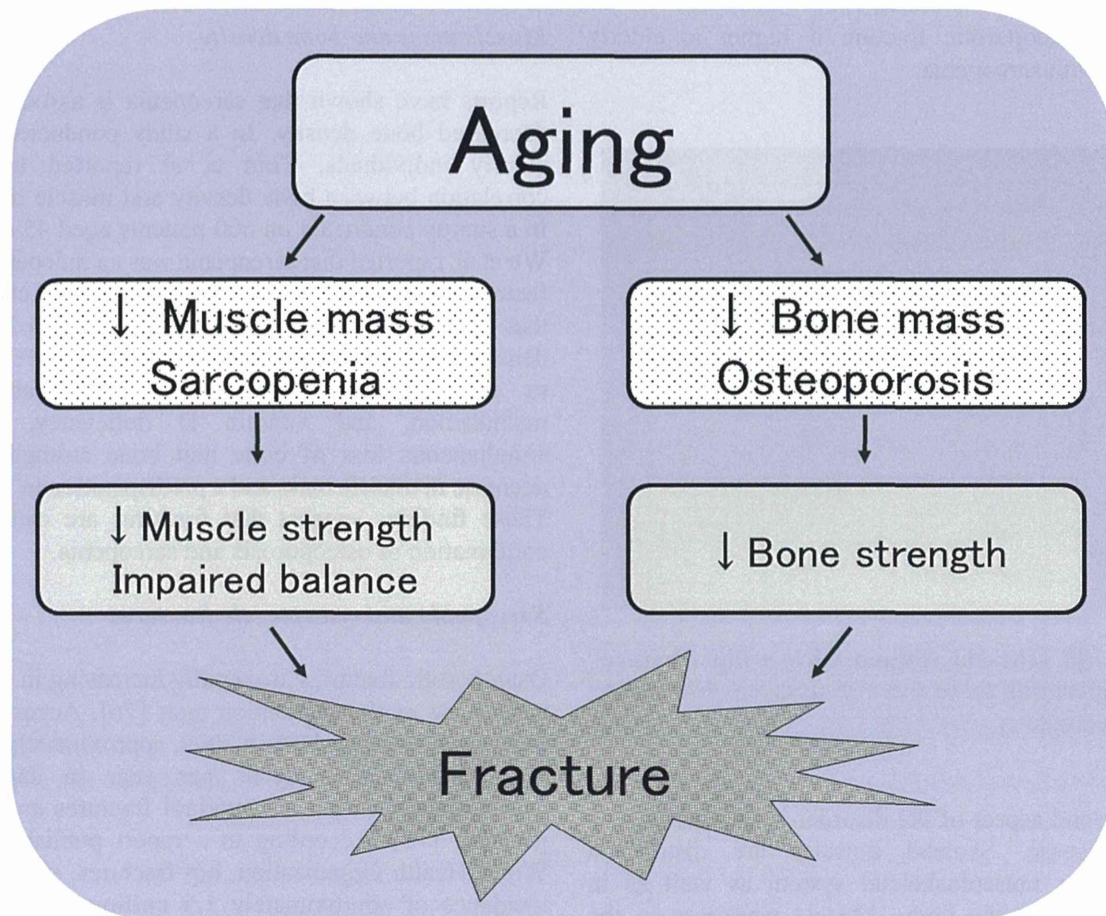 Aging
↓ Muscle mass
Sarcopenia
↓ Bone mass
Osteoporosis
↓ Muscle strength
Impaired balance
↓ Bone strength
Fracture